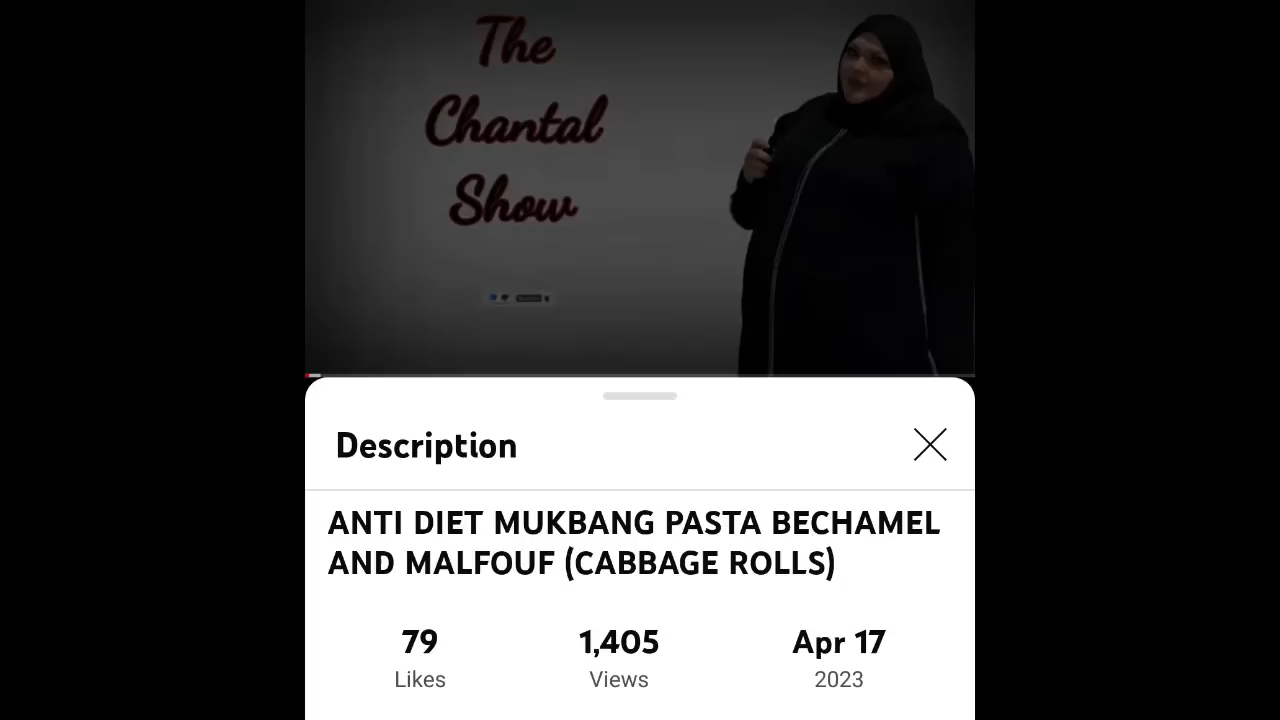 The
Chantal
Show
Description
ANTI DIET MUKBANG PASTA BECHAMEL
AND MALFOUF (CABBAGE ROLLS)
79 1,405 Apr 17
Likes Views 2023